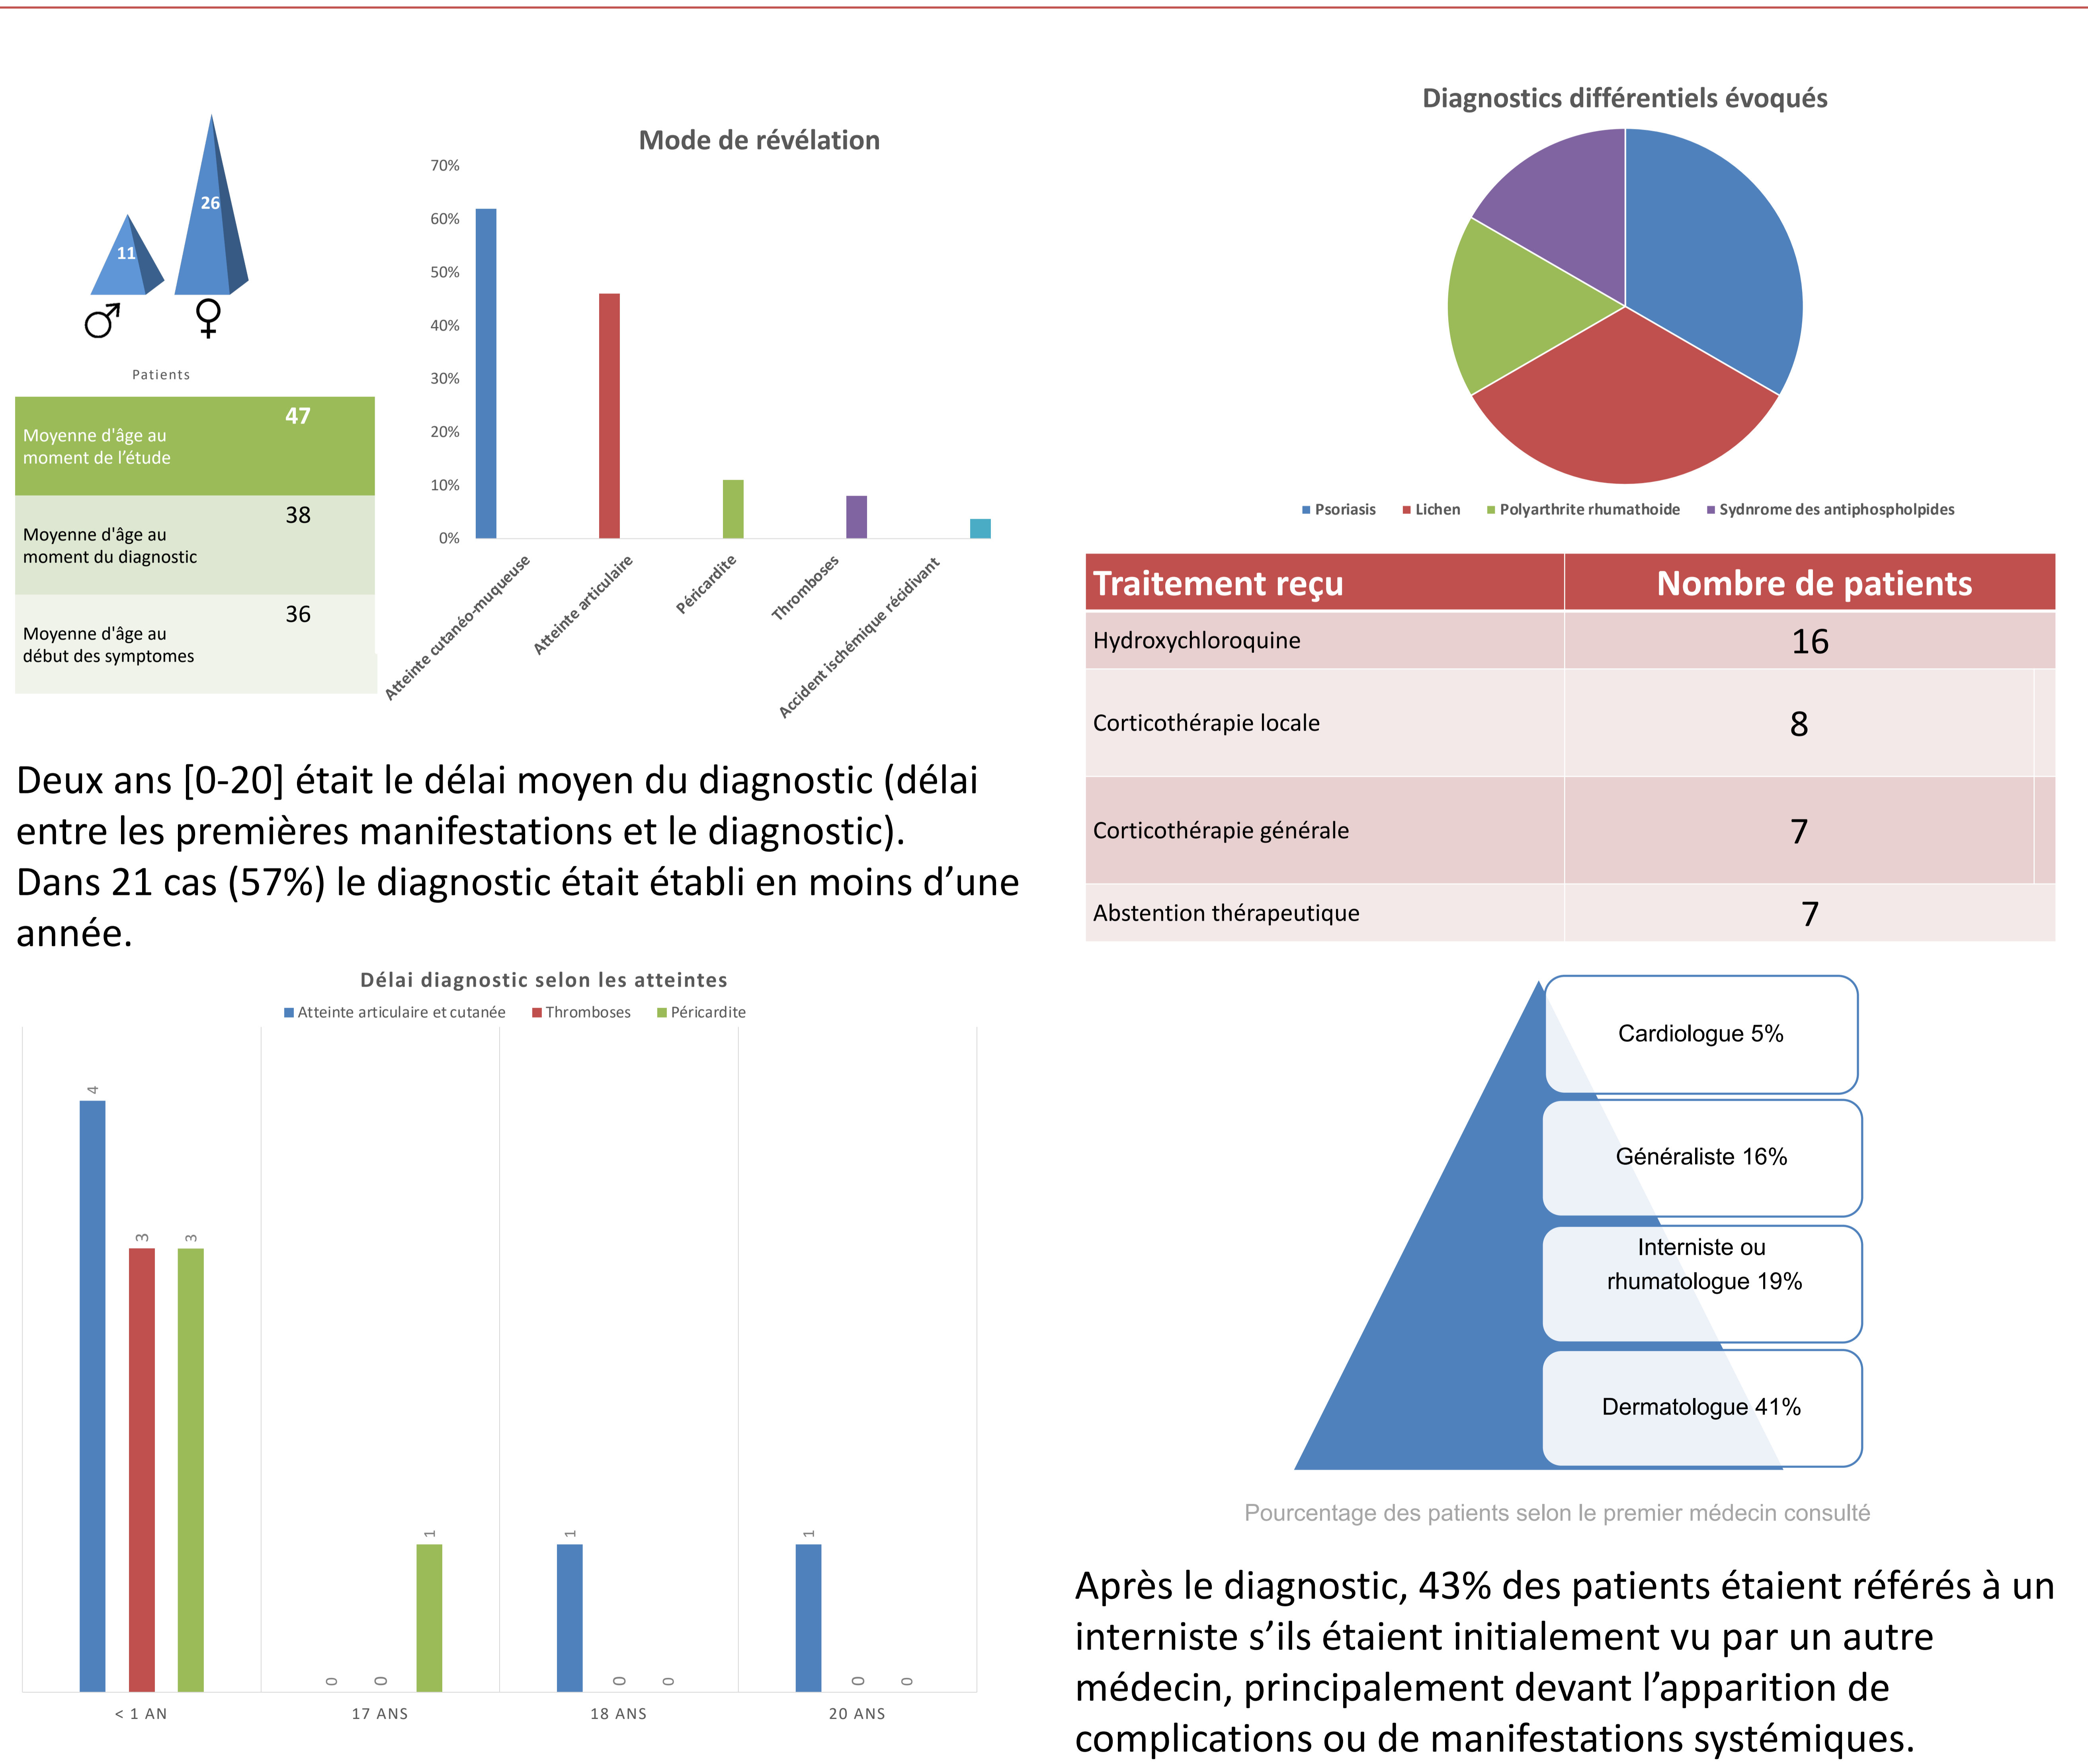 11
26
♂ ♀
Patients
Moyenne d'âge au
moment de l'étude
47
Moyenne d'âge au
moment du diagnostic
38
Moyenne d'âge au
début des symptomes
36
Mode de révélation
70%
60%
50%
40%
30%
20%
10%
0%
Atteinte cutanéo-muqueuse
Atteinte articulaire
Péricardite
Thromboses
Accident ischémique récidivant
Deux ans [0-20] était le délai moyen du diagnostic (délai
entre les premières manifestations et le diagnostic).
Dans 21 cas (57%) le diagnostic était établi en moins d’une
année.
Délai diagnostic selon les atteintes
Atteinte articulaire et cutanée Thromboses Péricardite
4
3
3
0
0
1
1
0
0
1
0
0
< 1 AN 17 ANS 18 ANS 20 ANS
Diagnostics différentiels évoqués
Psoriasis Lichen Polyarthrite rhumathoide Sydnrome des antiphospholpides
Traitement reçu Nombre de patients
Hydroxychloroquine 16
Corticothérapie locale 8
Corticothérapie générale 7
Abstention thérapeutique 7
Cardiologue 5%
Généraliste 16%
Interniste ou
rhumatologue 19%
Dermatologue 41%
Pourcentage des patients selon le premier médecin consulté
Après le diagnostic, 43% des patients étaient référés à un
interniste s’ils étaient initialement vu par un autre
médecin, principalement devant l’apparition de
complications ou de manifestations systémiques.